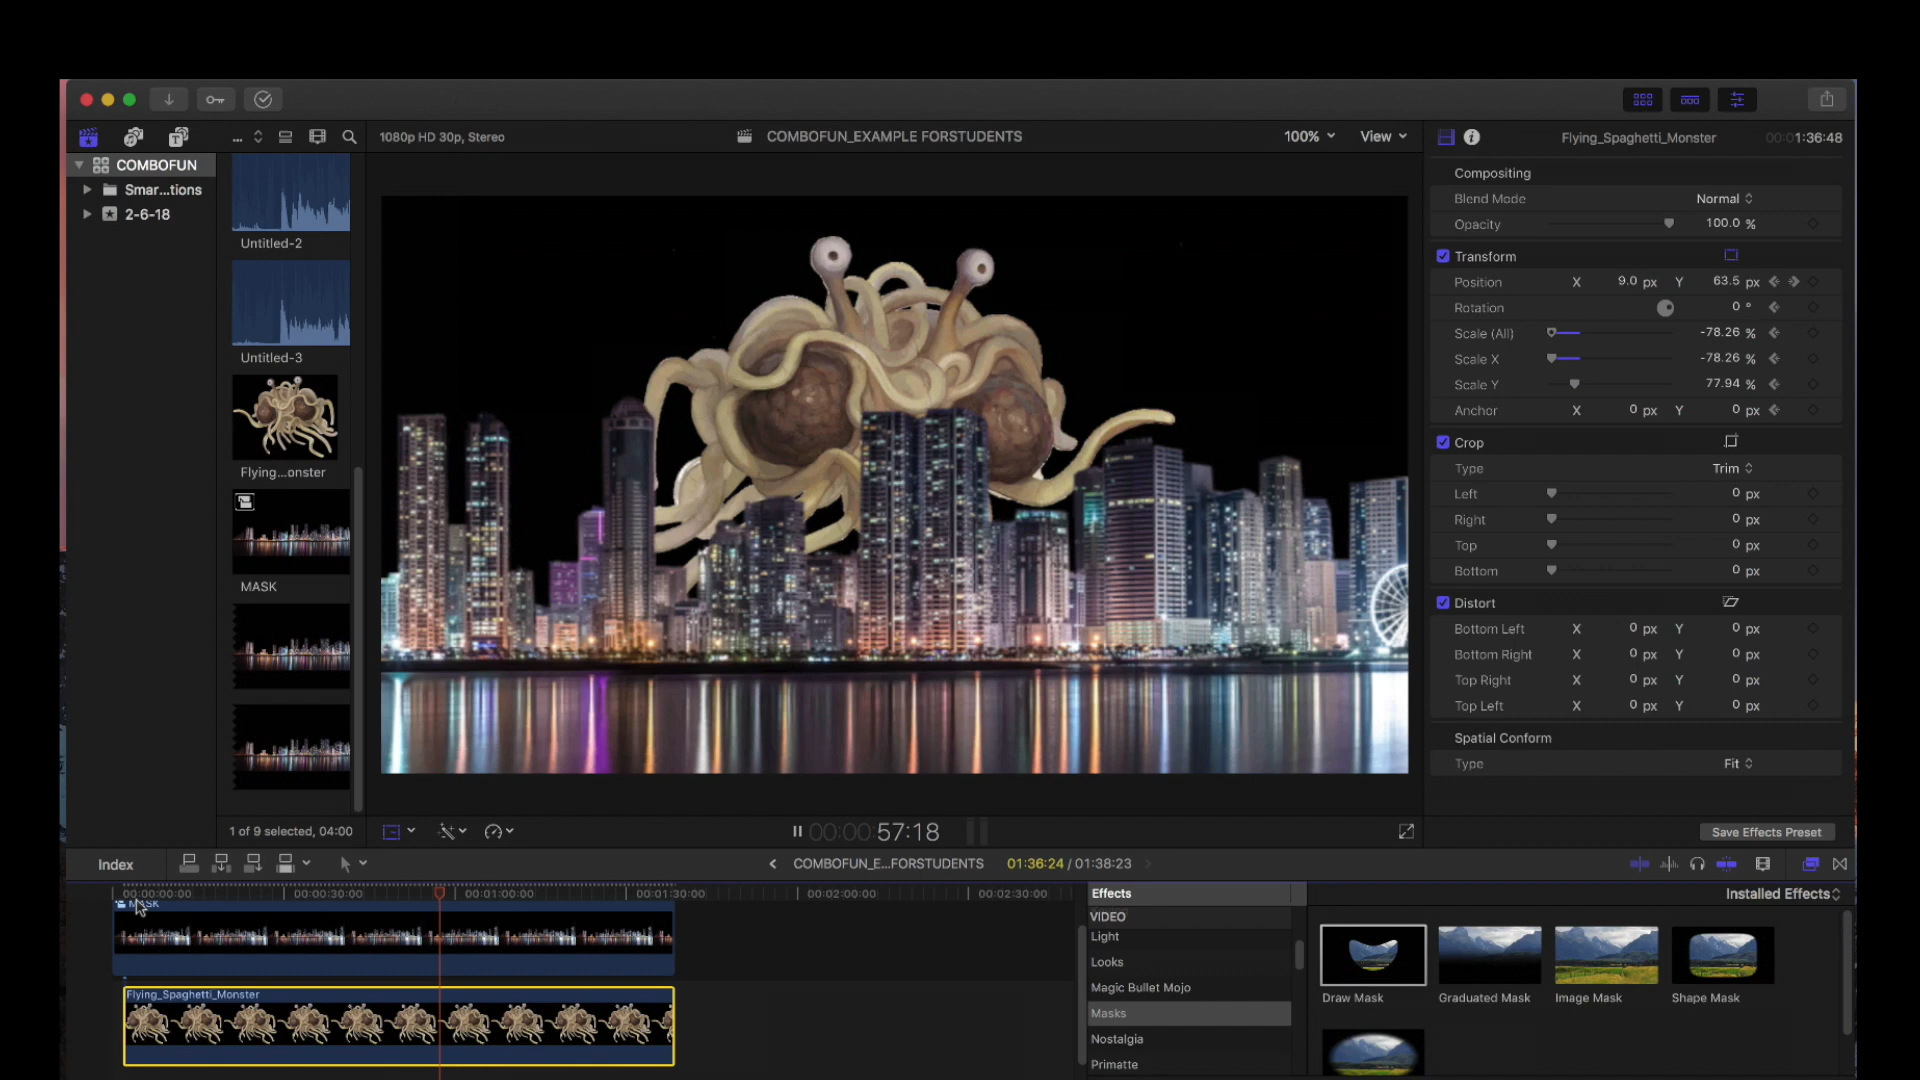 1080p HD 30p, Stereo
COMBOFUN_EXAMPLE FORSTUDENTS
100%
View
Flying_Spaghetti_Monster
00:01:36:48
COMBOFUN
Smar...tions
2-6-18
Untitled-2
Untitled-3
Flying...onster
MASK
1 of 9 selected, 04:00
00:00:57:18
Compositing
Blend Mode Normal
Opacity 100.0 %
Transform
Position X 9.0 px Y 63.5 px
Rotation 0 °
Scale (All) -78.26 %
Scale X -78.26 %
Scale Y 77.94 %
Anchor X 0 px Y 0 px
Crop
Type Trim
Left 0 px
Right 0 px
Top 0 px
Bottom 0 px
Distort
Bottom Left X 0 px Y 0 px
Bottom Right X 0 px Y 0 px
Top Right X 0 px Y 0 px
Top Left X 0 px Y 0 px
Spatial Conform
Type Fit
Save Effects Preset
Index
COMBOFUN_E...FORSTUDENTS
01:36:24 / 01:38:23
00:00:00:00
00:00:30:00
00:01:00:00
00:01:30:00
00:02:00:00
00:02:30:00
MASK
Flying_Spaghetti_Monster
Effects
Installed Effects
VIDEO
Light
Looks
Magic Bullet Mojo
Masks
Nostalgia
Primatte
Draw Mask
Graduated Mask
Image Mask
Shape Mask